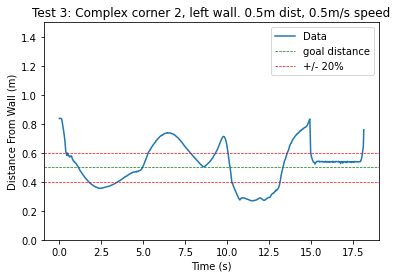 Test 3: Complex corner 2, left wall. 0.5m dist, 0.5m/s speed
Data
goal distance
+/- 20%
Distance From Wall (m)
1.4
1.2
1.0
0.8
0.6
0.4
0.2
0.0
0.0 2.5 5.0 7.5 10.0 12.5 15.0 17.5
Time (s)